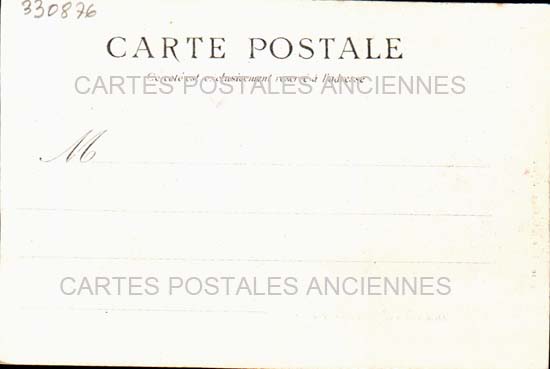 330876
CARTE POSTALE
Ce côté est exclusivement réservé à l'adresse
CARTES POSTALES ANCIENNES
M
CARTES POSTALES ANCIENNES